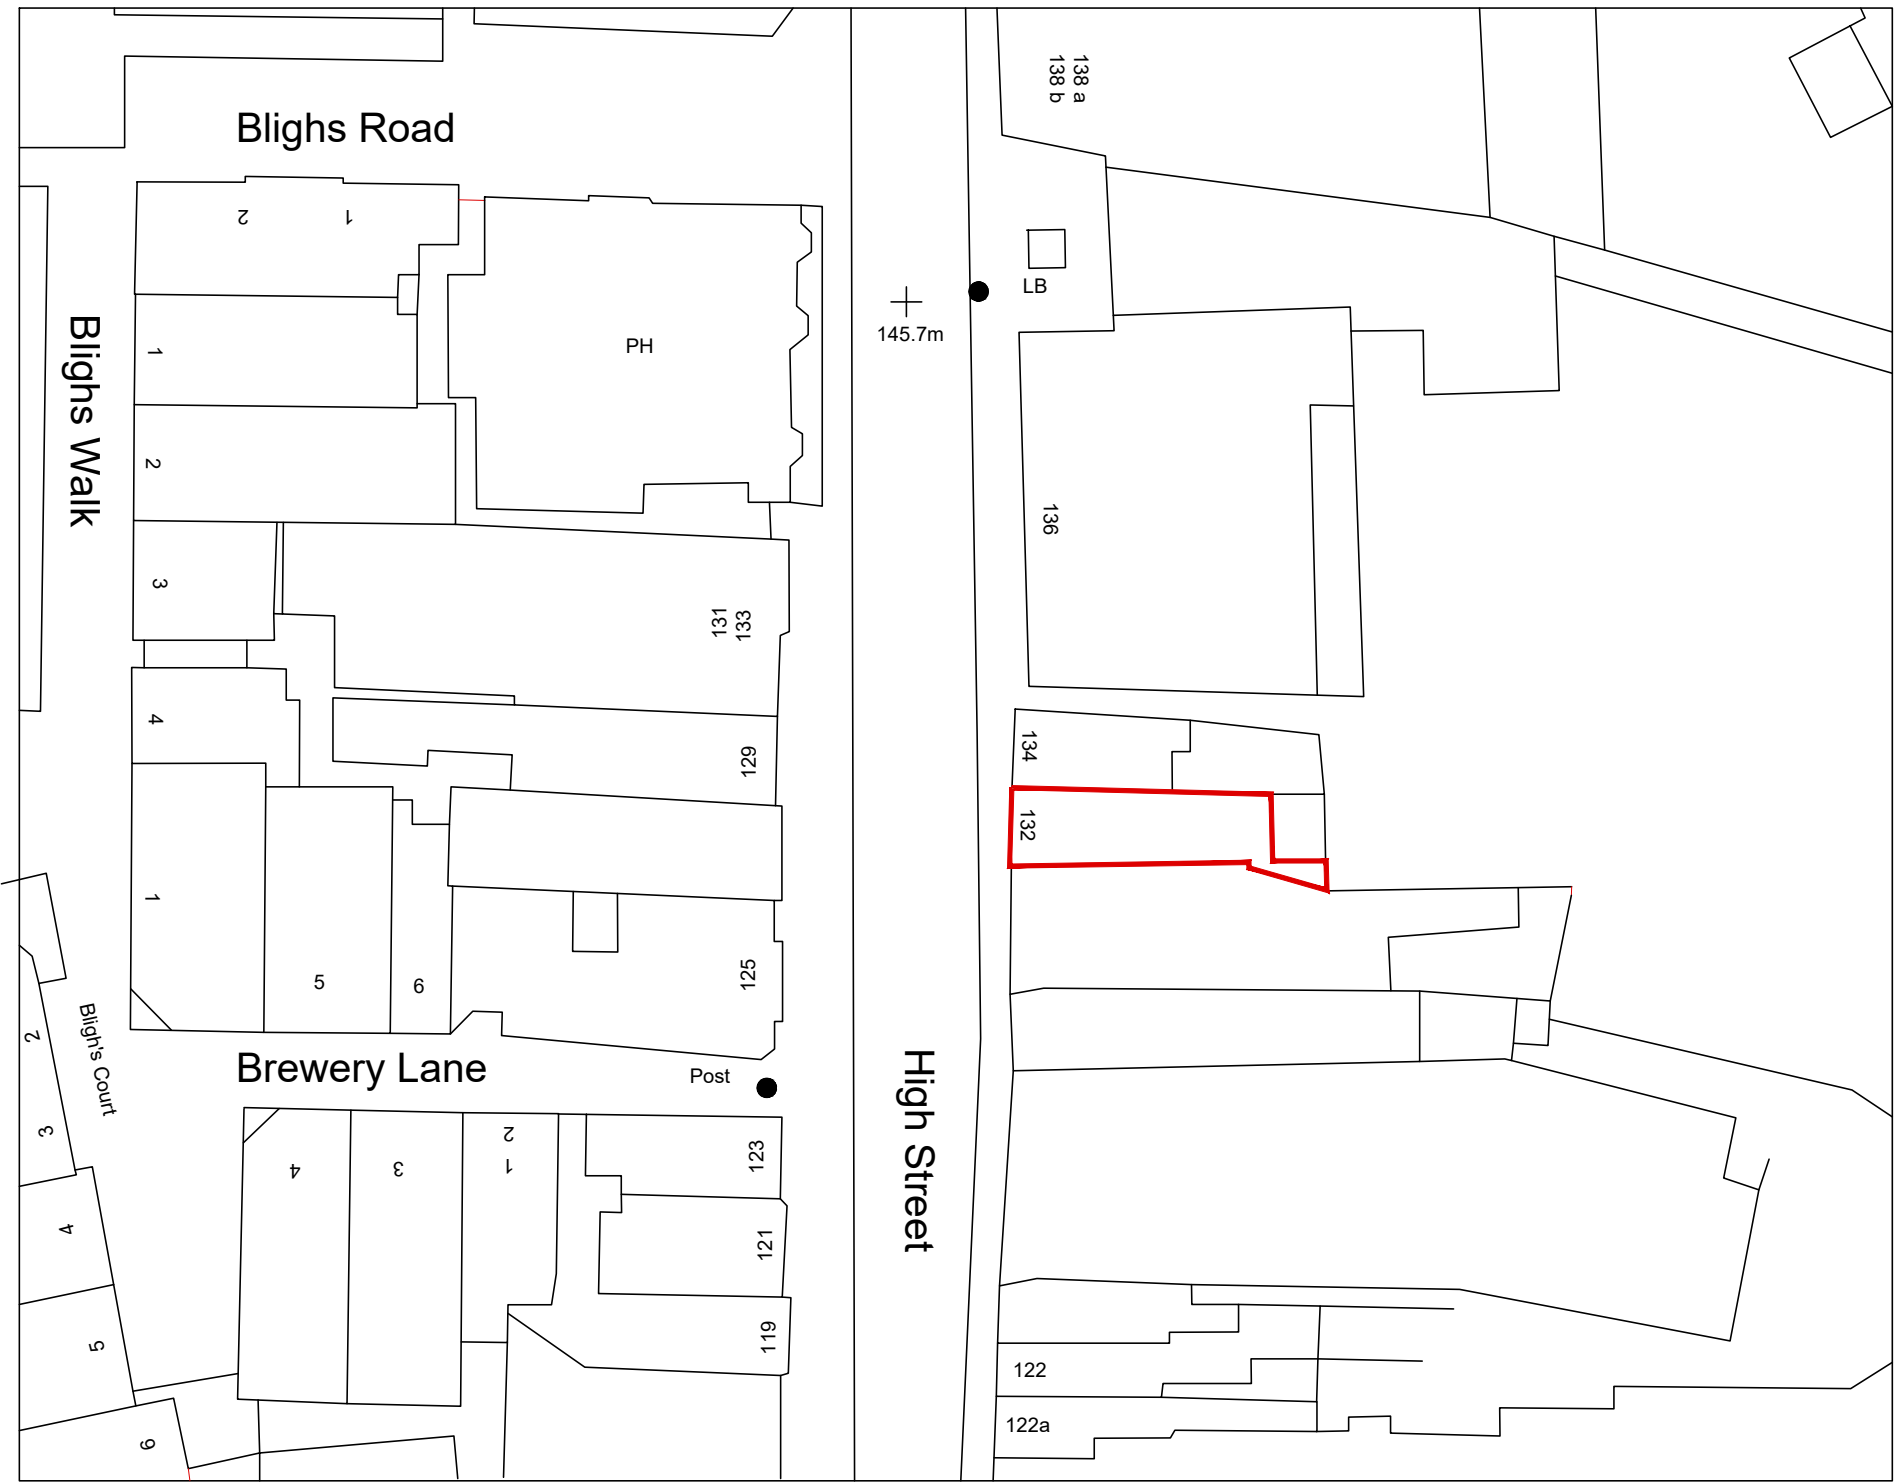 138 a
138 b
Blighs Road
2
1
LB
145.7m
PH
Blighs Walk
1
2
136
3
131
133
4
129
134
132
1
5
6
125
2
Bligh's Court
3
Brewery Lane
Post
High Street
2
1
4
3
123
4
121
5
119
122
122a
6